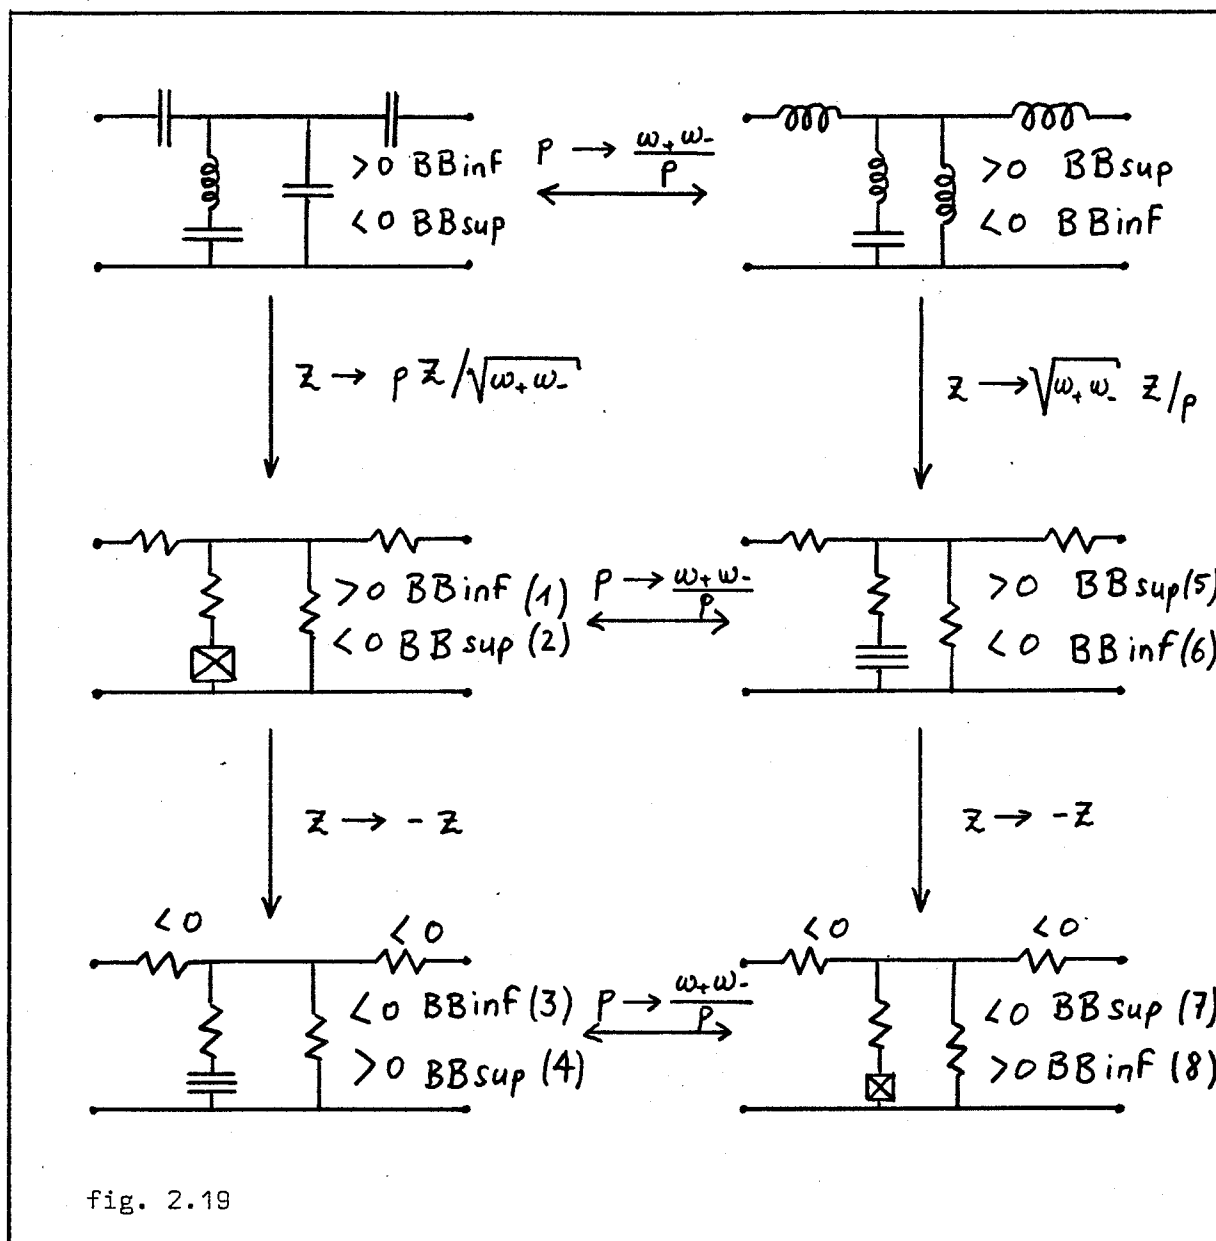 >0 BBinf
<0 BBsup
P → ω₊ω₋/P
>0 BBsup
<0 BBinf
Z → pZ/√ω₊ω₋
Z → √ω₊ω₋ Z/p
>0 BBinf (1)
<0 BBsup (2)
P → ω₊ω₋/P
>0 BBsup(5)
<0 BBinf(6)
Z → -Z
Z → -Z
<0
<0
<0
<0
<0 BBinf(3)
>0 BBsup (4)
P → ω₊ω₋/P
<0 BBsup (7)
>0 BBinf (8)
fig. 2.19